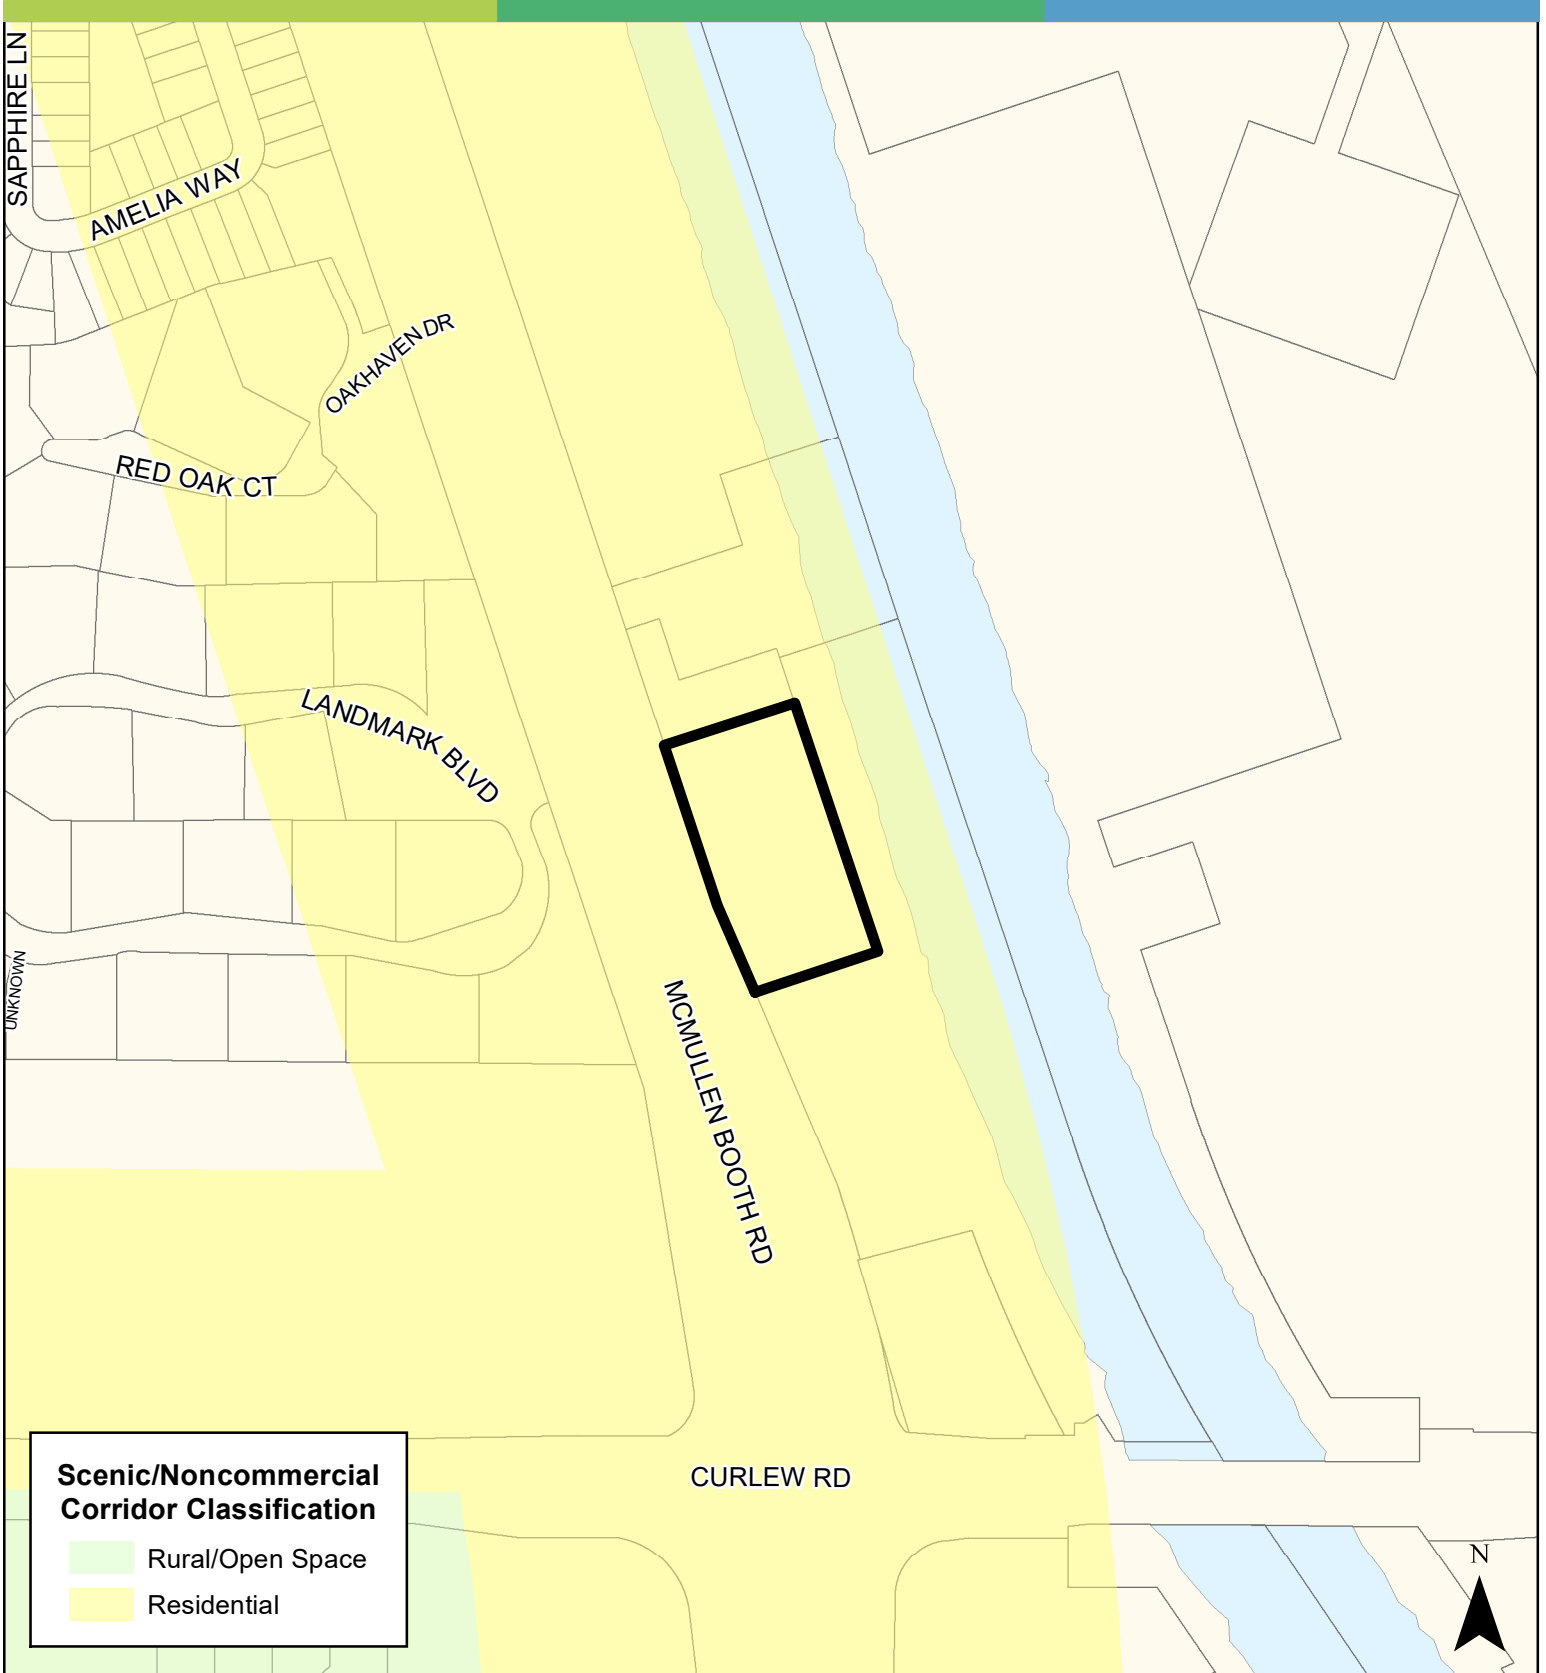 SAPPHIRE LN
AMELIA WAY
OAKHAVEN DR
RED OAK CT
LANDMARK BLVD
UNKNOWN
MCMULLEN BOOTH RD
CURLEW RD
Scenic/Noncommercial
Corridor Classification
Rural/Open Space
Residential
N